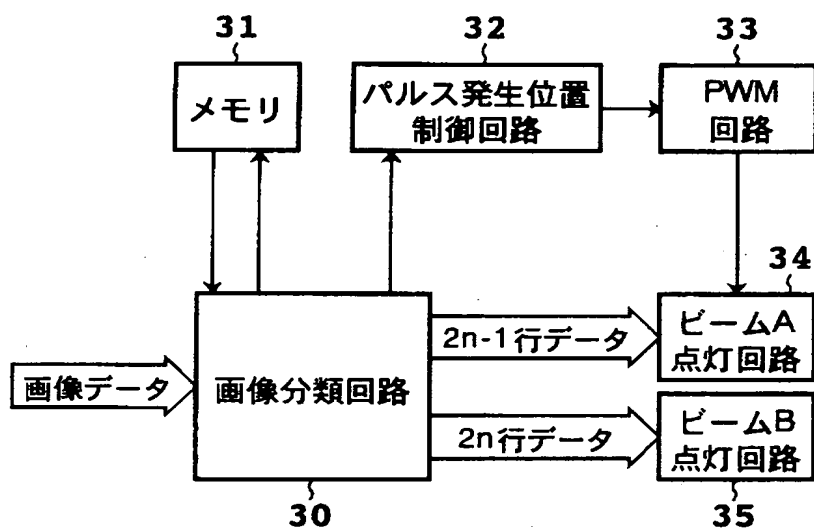 31
32
33
メモリ
パルス発生位置
制御回路
PWM
回路
34
2n-1行データ
ビームA
点灯回路
画像データ
画像分類回路
2n行データ
ビームB
点灯回路
30
35